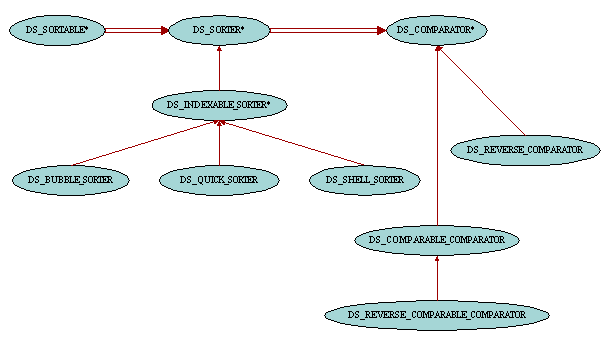 DS_SORTABLE*
DS_SORTER*
DS_COMPARATOR*
DS_INDEXABLE_SORTER*
DS_REVERSE_COMPARATOR
DS_BUBBLE_SORTER
DS_QUICK_SORTER
DS_SHELL_SORTER
DS_COMPARABLE_COMPARATOR
DS_REVERSE_COMPARABLE_COMPARATOR